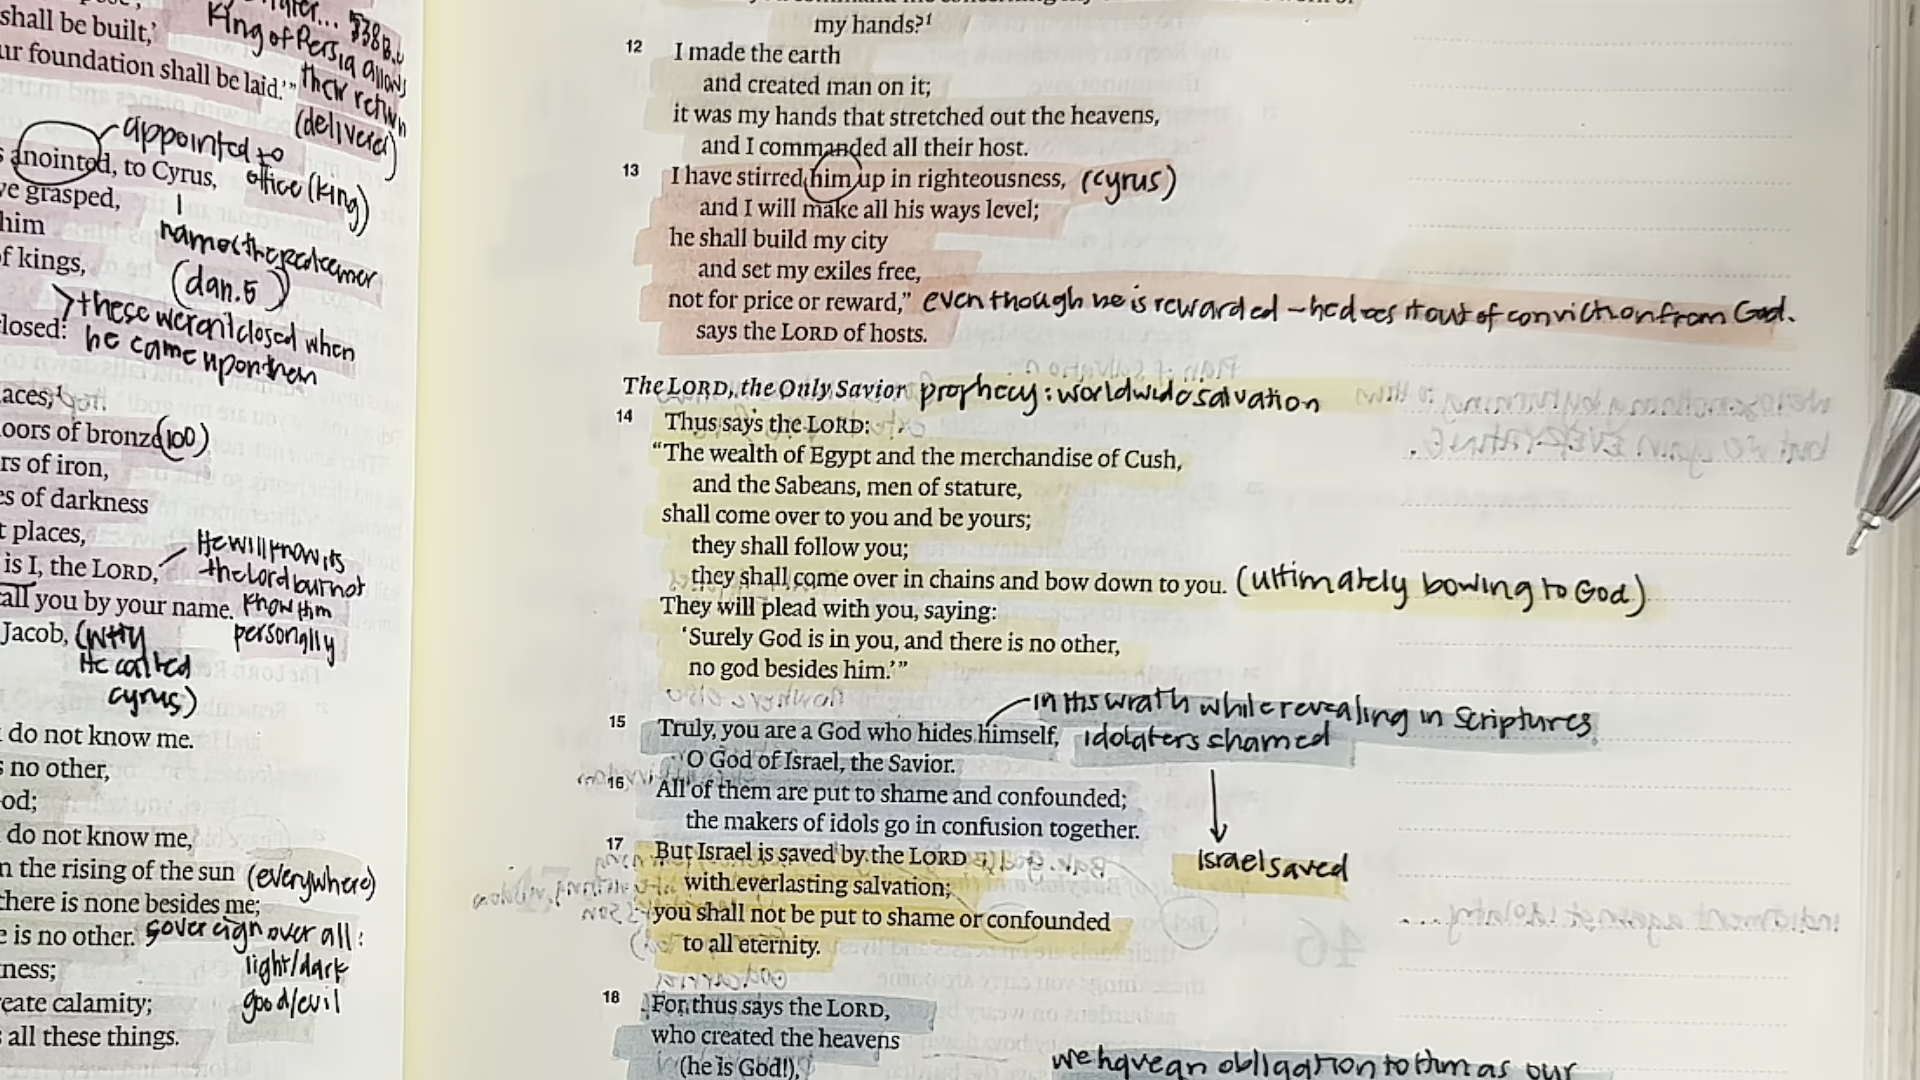 shall be built,'
ur foundation shall be laid.'"
King of Persia allows
their return
(deliverer)
appointed to
office (king)
anointed, to Cyrus,
ve grasped,
him
f kings,
(dan. 5)
>these weren't closed when
he came upon them
losed:
aces,
oors of bronze (100)
rs of iron,
es of darkness
t places,
is I, the LORD,
He will know its
the Lord but not
know Him
personally
all you by your name.
Jacob, (why
He called
cyrus)
do not know me.
s no other,
od;
do not know me,
n the rising of the sun (everywhere)
there is none besides me;
e is no other. sovereign over all:
light/dark
good/evil
ness;
eate calamity;
s all these things.
my hands?¹
12 I made the earth
and created man on it;
it was my hands that stretched out the heavens,
and I commanded all their host.
13 I have stirred him up in righteousness, (cyrus)
and I will make all his ways level;
he shall build my city
and set my exiles free,
not for price or reward," even though he is rewarded – he does it out of conviction from God.
says the LORD of hosts.
The LORD, the Only Savior prophecy: worldwide salvation
14 Thus says the LORD:
"The wealth of Egypt and the merchandise of Cush,
and the Sabeans, men of stature,
shall come over to you and be yours;
they shall follow you;
they shall come over in chains and bow down to you. (ultimately bowing to God)
They will plead with you, saying:
'Surely God is in you, and there is no other,
no god besides him.'"
in His wrath while revealing in Scriptures
15 Truly, you are a God who hides himself, idolaters shamed
O God of Israel, the Savior.
16 All of them are put to shame and confounded;
the makers of idols go in confusion together.
17 But Israel is saved by the LORD
Israel saved
with everlasting salvation;
you shall not be put to shame or confounded
to all eternity.
18 For thus says the LORD,
who created the heavens
(he is God!),
we have an obligation to Him as our